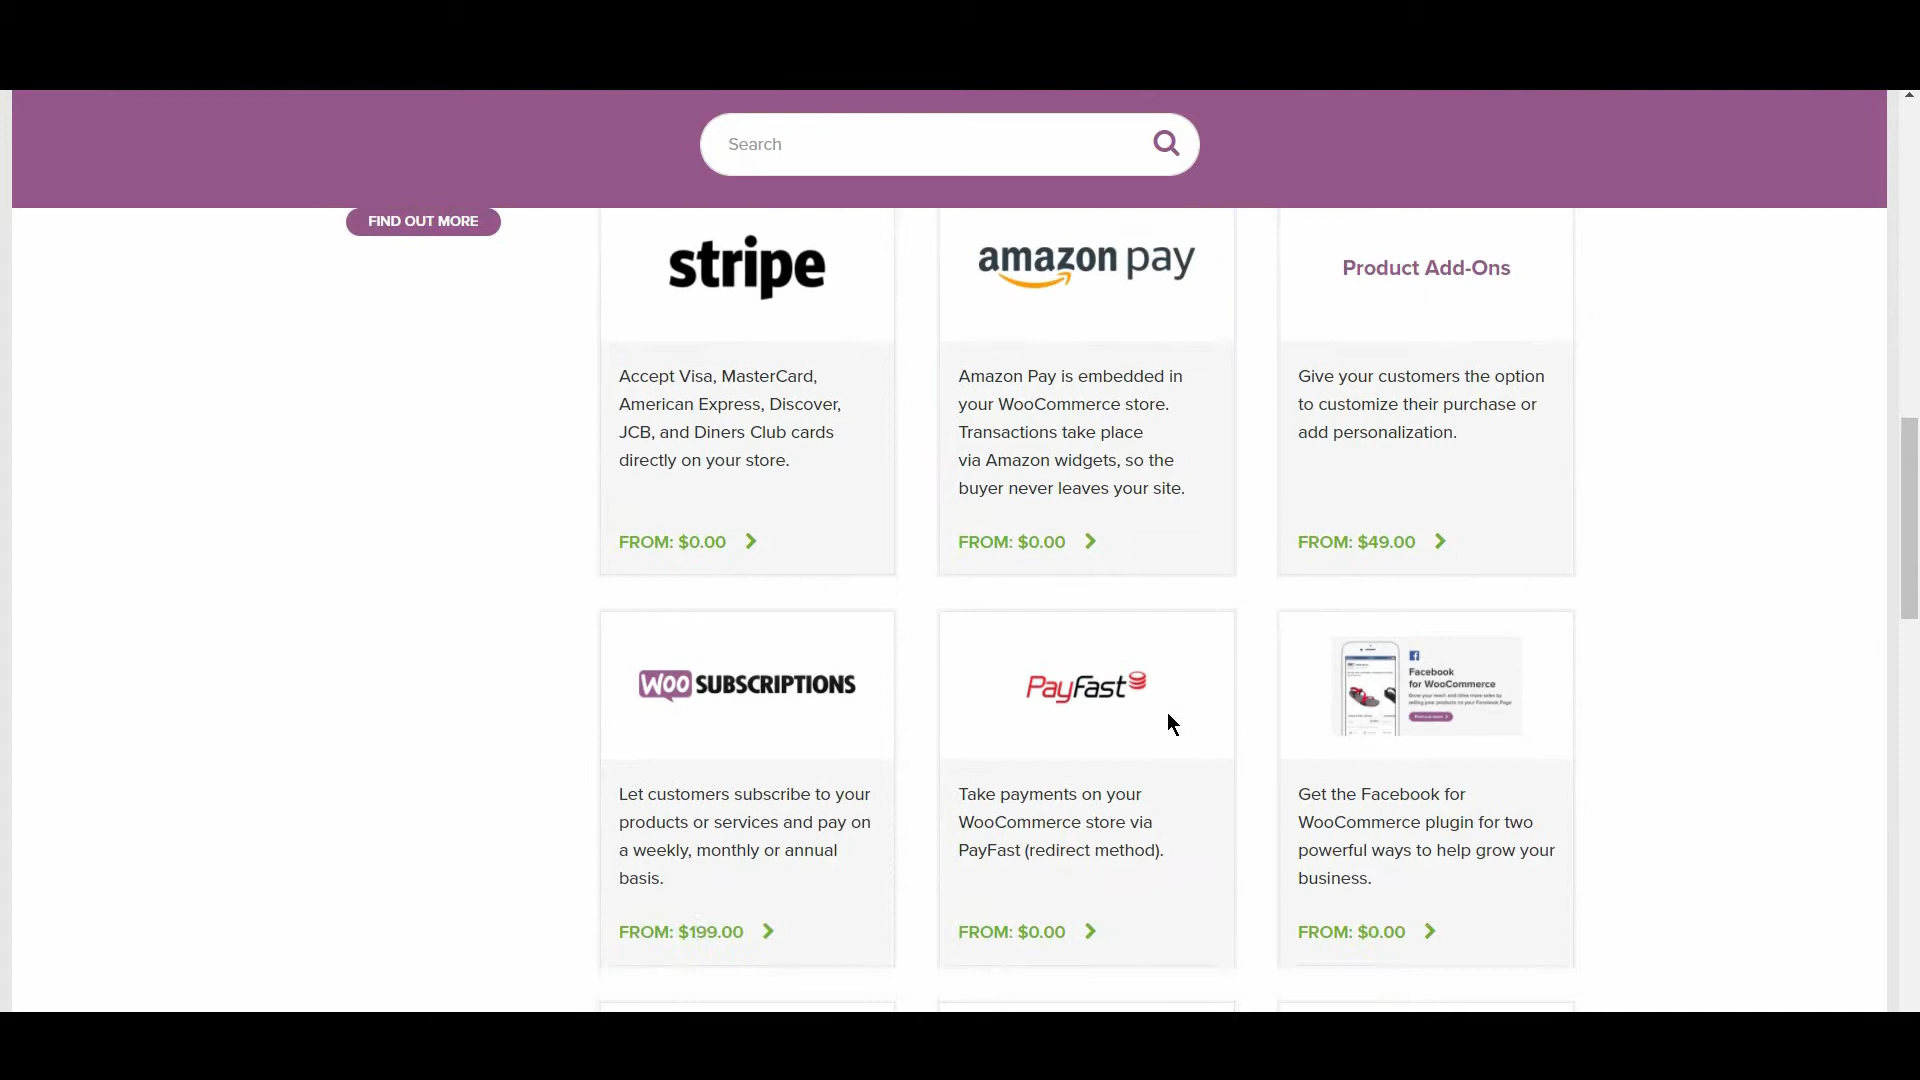 Search
FIND OUT MORE
stripe
amazon pay
Product Add-Ons
Accept Visa, MasterCard,
American Express, Discover,
JCB, and Diners Club cards
directly on your store.
FROM: $0.00
Amazon Pay is embedded in
your WooCommerce store.
Transactions take place
via Amazon widgets, so the
buyer never leaves your site.
FROM: $0.00
Give your customers the option
to customize their purchase or
add personalization.
FROM: $49.00
WOO SUBSCRIPTIONS
PayFast
Facebook
for WooCommerce
Let customers subscribe to your
products or services and pay on
a weekly, monthly or annual
basis.
FROM: $199.00
Take payments on your
WooCommerce store via
PayFast (redirect method).
FROM: $0.00
Get the Facebook for
WooCommerce plugin for two
powerful ways to help grow your
business.
FROM: $0.00